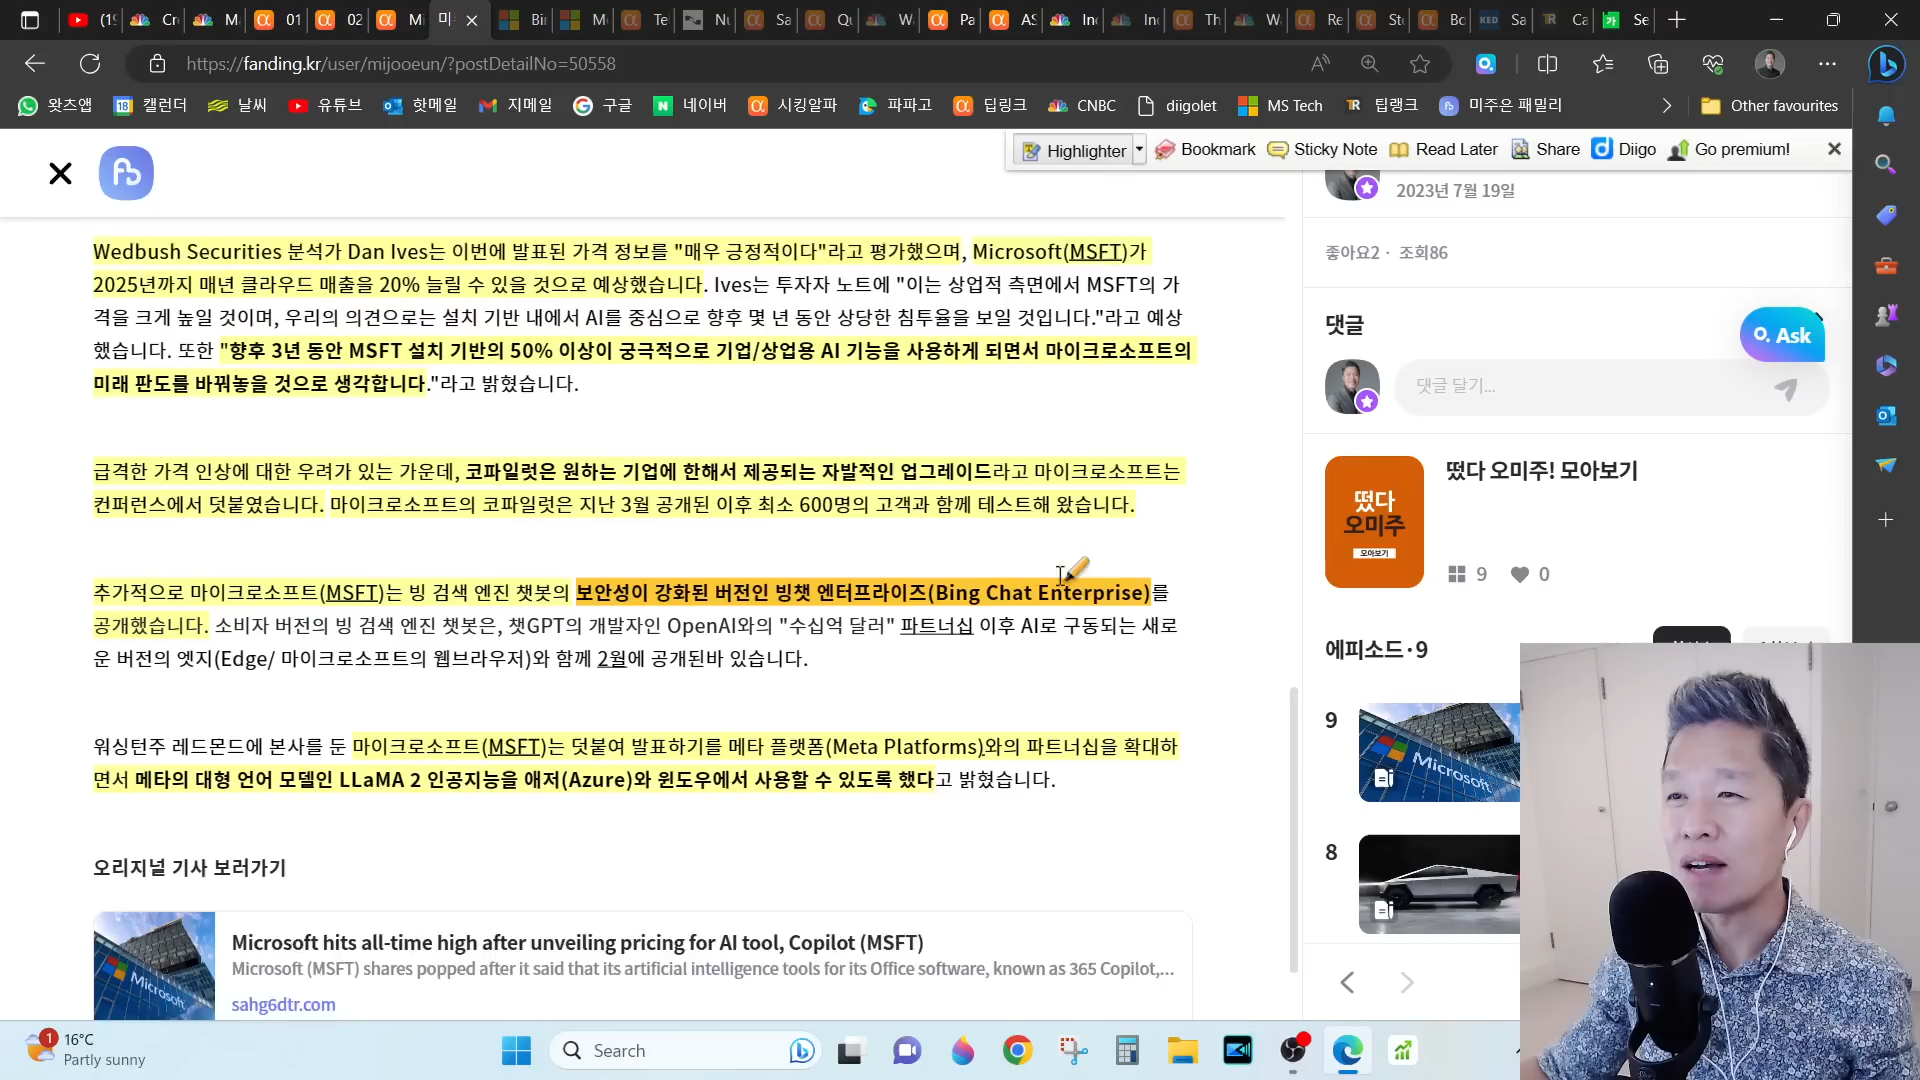 https://fanding.kr/user/mijooeun/?postDetailNo=50558
왓츠앱 캘린더 날씨 유튜브 핫메일 지메일 구글 네이버 시킹알파 파파고 딥링크 CNBC diigolet MS Tech 팁랭크 미주은 패밀리 Other favourites
Highlighter Bookmark Sticky Note Read Later Share Diigo Go premium!
Wedbush Securities 분석가 Dan Ives는 이번에 발표된 가격 정보를 "매우 긍정적이다"라고 평가했으며, Microsoft(MSFT)가
2025년까지 매년 클라우드 매출을 20% 늘릴 수 있을 것으로 예상했습니다. Ives는 투자자 노트에 "이는 상업적 측면에서 MSFT의 가
격을 크게 높일 것이며, 우리의 의견으로는 설치 기반 내에서 AI를 중심으로 향후 몇 년 동안 상당한 침투율을 보일 것입니다."라고 예상
했습니다. 또한 "향후 3년 동안 MSFT 설치 기반의 50% 이상이 궁극적으로 기업/상업용 AI 기능을 사용하게 되면서 마이크로소프트의
미래 판도를 바꿔놓을 것으로 생각합니다."라고 밝혔습니다.
급격한 가격 인상에 대한 우려가 있는 가운데, 코파일럿은 원하는 기업에 한해서 제공되는 자발적인 업그레이드라고 마이크로소프트는
컨퍼런스에서 덧붙였습니다. 마이크로소프트의 코파일럿은 지난 3월 공개된 이후 최소 600명의 고객과 함께 테스트해 왔습니다.
추가적으로 마이크로소프트(MSFT)는 빙 검색 엔진 챗봇의 보안성이 강화된 버전인 빙챗 엔터프라이즈(Bing Chat Enterprise)를
공개했습니다. 소비자 버전의 빙 검색 엔진 챗봇은, 챗GPT의 개발자인 OpenAI와의 "수십억 달러" 파트너십 이후 AI로 구동되는 새로
운 버전의 엣지(Edge/ 마이크로소프트의 웹브라우저)와 함께 2월에 공개된바 있습니다.
워싱턴주 레드몬드에 본사를 둔 마이크로소프트(MSFT)는 덧붙여 발표하기를 메타 플랫폼(Meta Platforms)와의 파트너십을 확대하
면서 메타의 대형 언어 모델인 LLaMA 2 인공지능을 애저(Azure)와 윈도우에서 사용할 수 있도록 했다고 밝혔습니다.
오리지널 기사 보러가기
Microsoft hits all-time high after unveiling pricing for AI tool, Copilot (MSFT)
Microsoft (MSFT) shares popped after it said that its artificial intelligence tools for its Office software, known as 365 Copilot,...
sahg6dtr.com
Microsoft
2023년 7월 19일
좋아요2 · 조회86
댓글
Ask
댓글 달기...
떴다
오미주
모아보기
떴다 오미주! 모아보기
9 0
에피소드·9
9
Microsoft
8
1
16°C
Partly sunny
Search